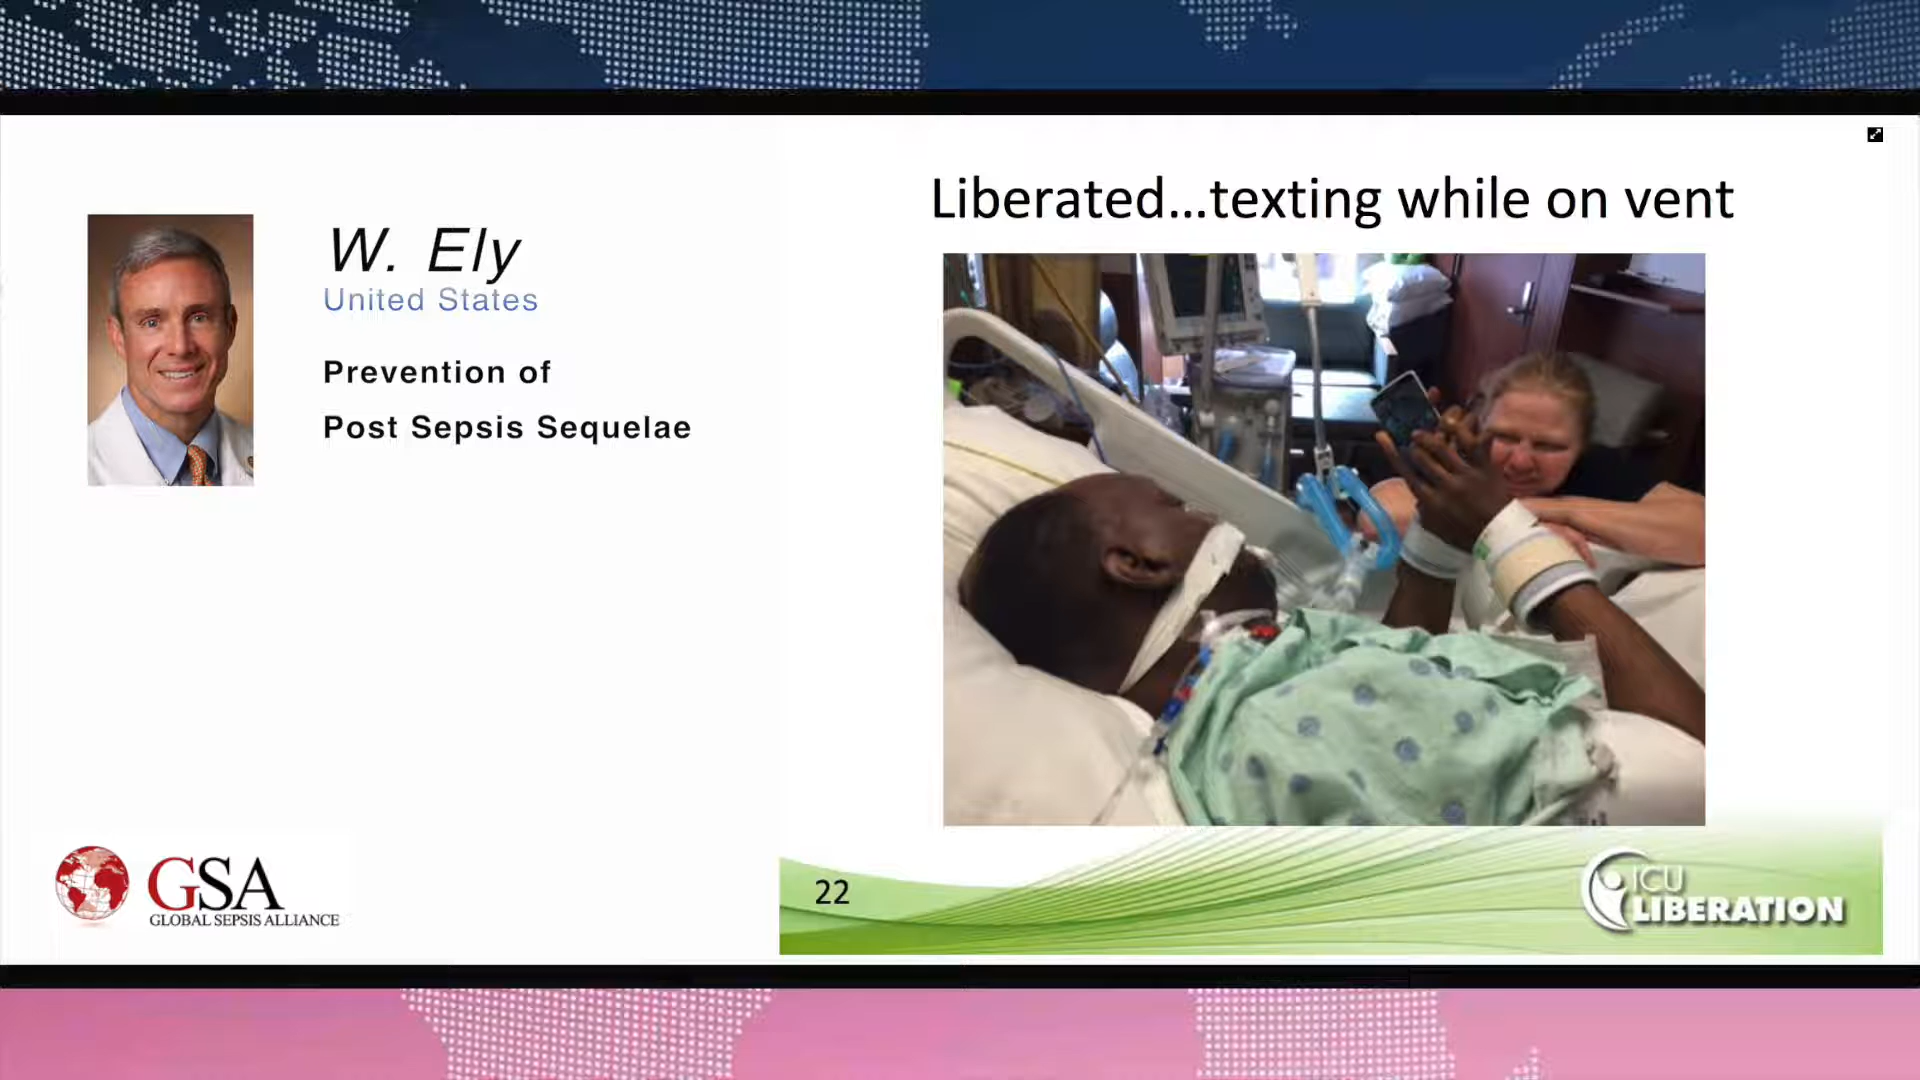 W. Ely
United States
Prevention of
Post Sepsis Sequelae
GSA
GLOBAL SEPSIS ALLIANCE
Liberated...texting while on vent
22
ICU
LIBERATION